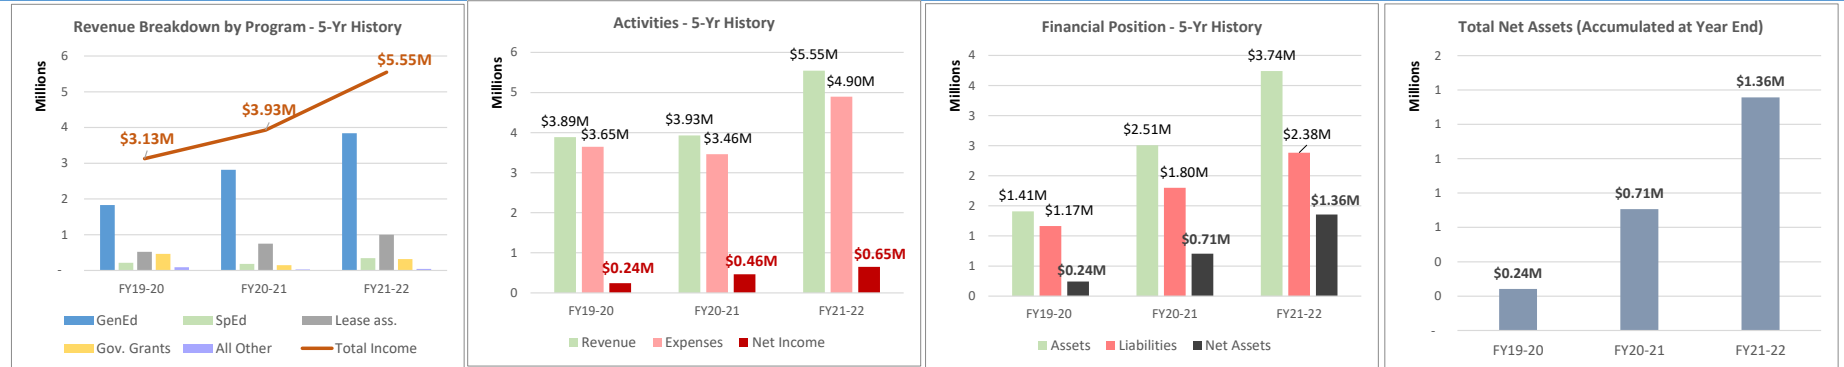 Revenue Breakdown by Program - 5-Yr History
Millions
6
5
4
3
2
1
-
$3.13M
$3.93M
$5.55M
FY19-20
FY20-21
FY21-22
GenEd
SpEd
Lease ass.
Gov. Grants
All Other
Total Income
Activities - 5-Yr History
Millions
6
5
4
3
2
1
0
$3.89M
$3.65M
$0.24M
$3.93M
$3.46M
$0.46M
$5.55M
$4.90M
$0.65M
FY19-20
FY20-21
FY21-22
Revenue
Expenses
Net Income
Financial Position - 5-Yr History
Millions
4
4
3
3
2
2
1
1
0
$1.41M
$1.17M
$0.24M
$2.51M
$1.80M
$0.71M
$3.74M
$2.38M
$1.36M
FY19-20
FY20-21
FY21-22
Assets
Liabilities
Net Assets
Total Net Assets (Accumulated at Year End)
Millions
2
1
1
1
1
1
0
0
-
$0.24M
$0.71M
$1.36M
FY19-20
FY20-21
FY21-22